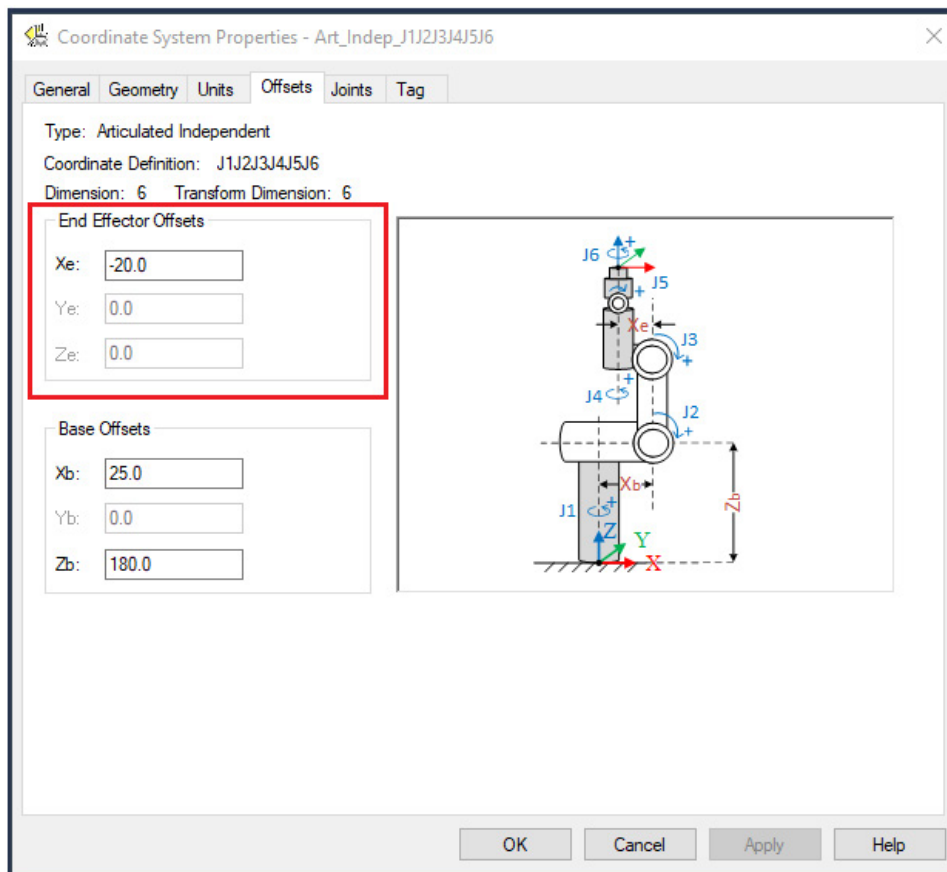 Coordinate System Properties - Art_Indep_J1J2J3J4J5J6
General Geometry Units Offsets Joints Tag
Type: Articulated Independent
Coordinate Definition: J1J2J3J4J5J6
Dimension: 6 Transform Dimension: 6
End Effector Offsets
Xe: -20.0
Ye: 0.0
Ze: 0.0
Base Offsets
Xb: 25.0
Yb: 0.0
Zb: 180.0
J6 +
+ J5
Xe
J3
+
+
J4
J2
+
Xb
Zb
J1 +
Z
Y
X
OK Cancel Apply Help